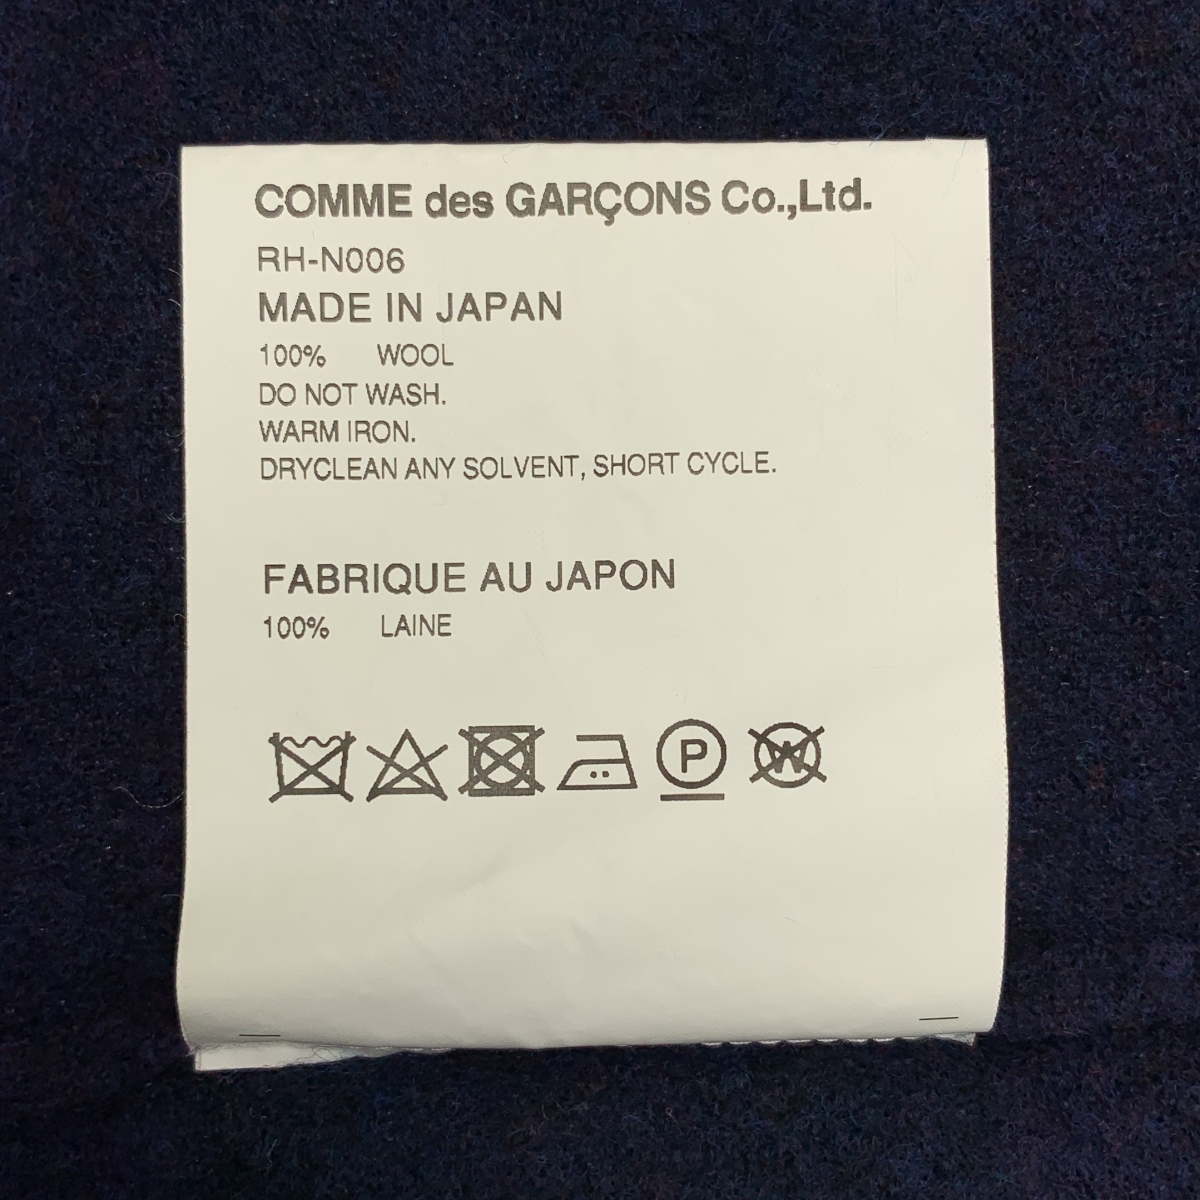 COMME des GARÇONS Co.,Ltd.
RH-N006
MADE IN JAPAN
100% WOOL
DO NOT WASH.
WARM IRON.
DRYCLEAN ANY SOLVENT, SHORT CYCLE.
FABRIQUE AU JAPON
100% LAINE
P W